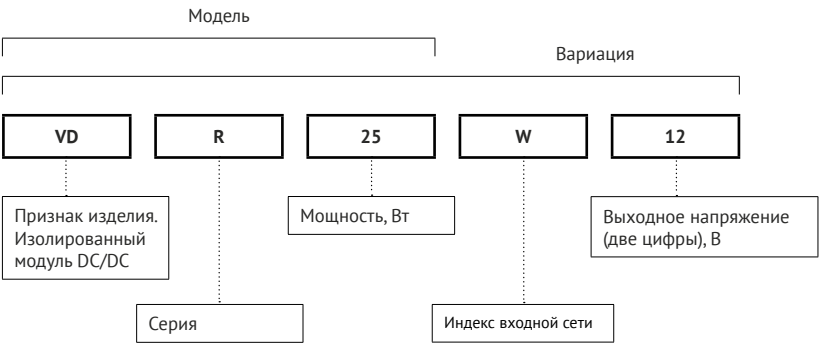 Модель
Вариация
VD
R
25
W
12
Признак изделия.
Изолированный
модуль DC/DC
Мощность, Вт
Выходное напряжение
(две цифры), В
Серия
Индекс входной сети